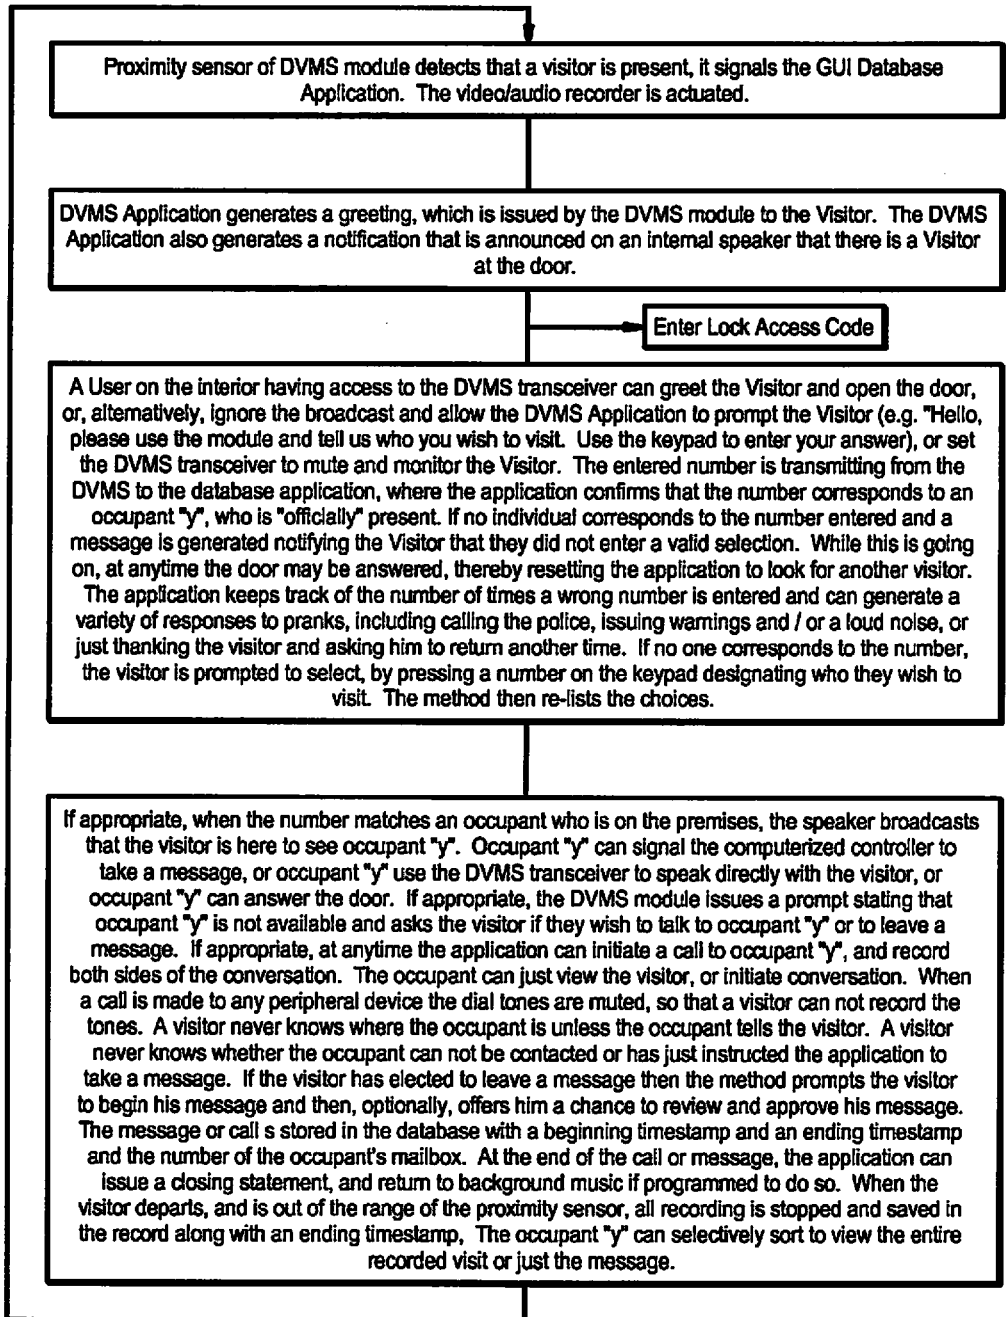 Proximity sensor of DVMS module detects that a visitor is present, it signals the GUI Database
Application. The video/audio recorder is actuated.
DVMS Application generates a greeting, which is issued by the DVMS module to the Visitor. The DVMS
Application also generates a notification that is announced on an internal speaker that there is a Visitor
at the door.
Enter Lock Access Code
A User on the interior having access to the DVMS transceiver can greet the Visitor and open the door,
or, alternatively, ignore the broadcast and allow the DVMS Application to prompt the Visitor (e.g. "Hello,
please use the module and tell us who you wish to visit. Use the keypad to enter your answer), or set
the DVMS transceiver to mute and monitor the Visitor. The entered number is transmitting from the
DVMS to the database application, where the application confirms that the number corresponds to an
occupant "y", who is "officially" present. If no individual corresponds to the number entered and a
message is generated notifying the Visitor that they did not enter a valid selection. While this is going
on, at anytime the door may be answered, thereby resetting the application to look for another visitor.
The application keeps track of the number of times a wrong number is entered and can generate a
variety of responses to pranks, including calling the police, issuing warnings and / or a loud noise, or
just thanking the visitor and asking him to return another time. If no one corresponds to the number,
the visitor is prompted to select, by pressing a number on the keypad designating who they wish to
visit. The method then re-lists the choices.
If appropriate, when the number matches an occupant who is on the premises, the speaker broadcasts
that the visitor is here to see occupant "y". Occupant "y" can signal the computerized controller to
take a message, or occupant "y" use the DVMS transceiver to speak directly with the visitor, or
occupant "y" can answer the door. If appropriate, the DVMS module issues a prompt stating that
occupant "y" is not available and asks the visitor if they wish to talk to occupant "y" or to leave a
message. If appropriate, at anytime the application can initiate a call to occupant "y", and record
both sides of the conversation. The occupant can just view the visitor, or initiate conversation. When
a call is made to any peripheral device the dial tones are muted, so that a visitor can not record the
tones. A visitor never knows where the occupant is unless the occupant tells the visitor. A visitor
never knows whether the occupant can not be contacted or has just instructed the application to
take a message. If the visitor has elected to leave a message then the method prompts the visitor
to begin his message and then, optionally, offers him a chance to review and approve his message.
The message or call s stored in the database with a beginning timestamp and an ending timestamp
and the number of the occupant's mailbox. At the end of the call or message, the application can
issue a closing statement, and return to background music if programmed to do so. When the
visitor departs, and is out of the range of the proximity sensor, all recording is stopped and saved in
the record along with an ending timestamp, The occupant "y" can selectively sort to view the entire
recorded visit or just the message.